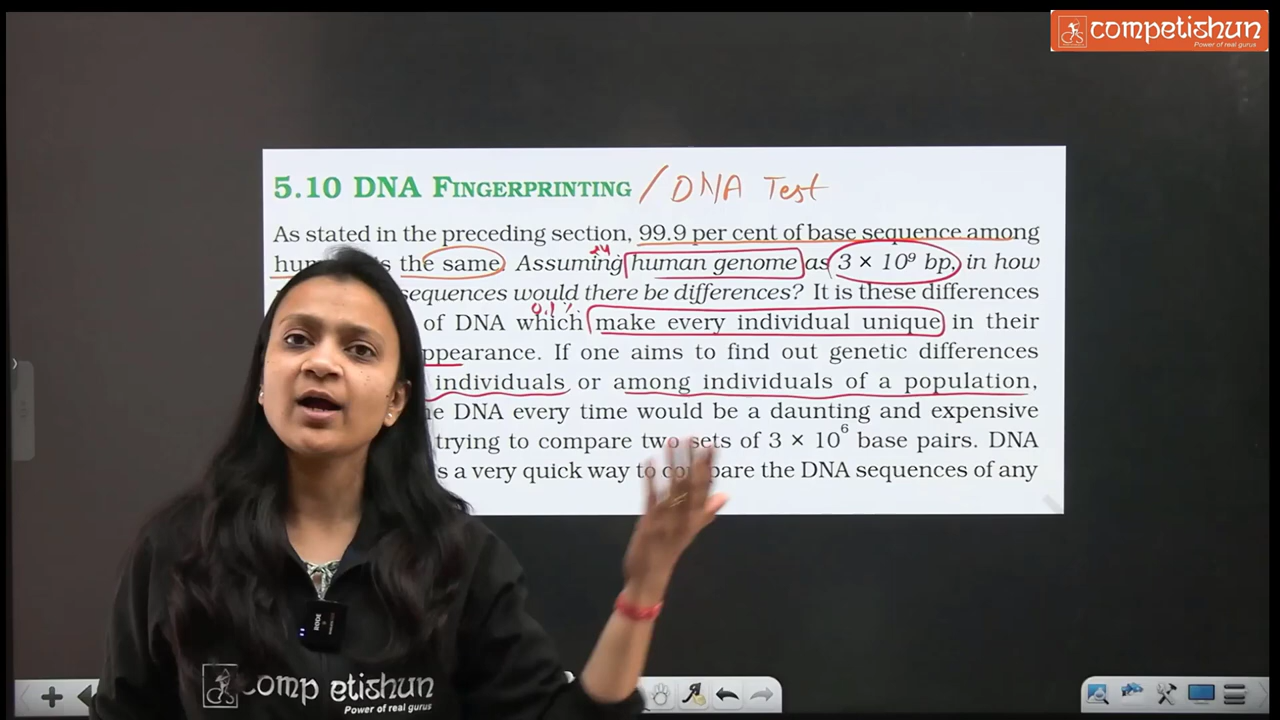 competishun
Power of real gurus
5.10 DNA FINGERPRINTING / DNA Test
As stated in the preceding section, 99.9 per cent of base sequence among
the same. Assuming human genome as 3 × 10⁹ bp, in how
sequences would there be differences? It is these differences
0.1 %
of DNA which make every individual unique in their
appearance. If one aims to find out genetic differences
individuals or among individuals of a population,
DNA every time would be a daunting and expensive
trying to compare two sets of 3 × 10⁶ base pairs. DNA
a very quick way to compare the DNA sequences of any
RODE
competishun
Power of real gurus